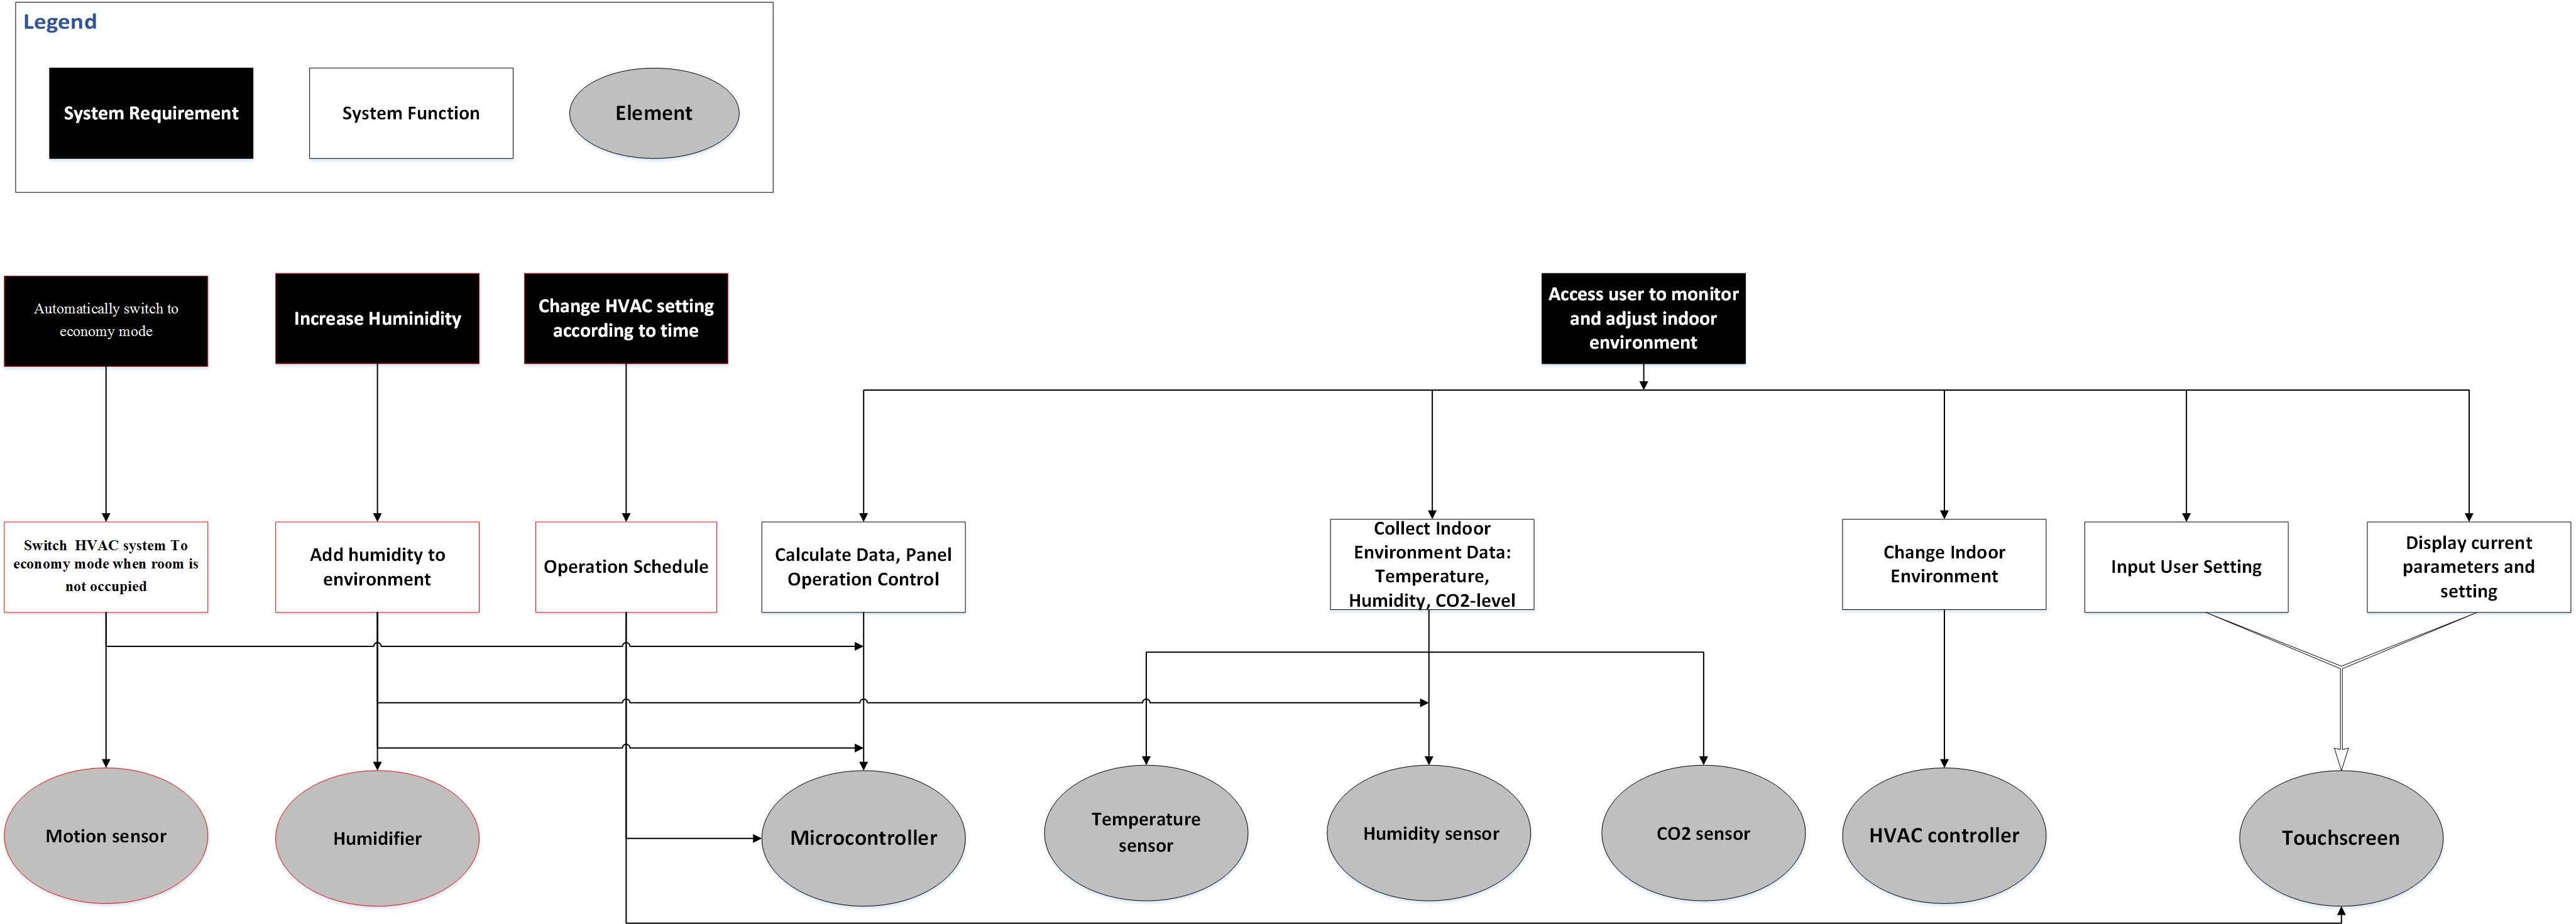 Legend
System Requirement
System Function
Element
Automatically switch to
economy mode
Increase Huminidity
Change HVAC setting
according to time
Access user to monitor
and adjust indoor
environment
Switch HVAC system To
economy mode when room is
not occupied
Add humidity to
environment
Operation Schedule
Calculate Data, Panel
Operation Control
Collect Indoor
Environment Data:
Temperature,
Humidity, CO2-level
Change Indoor
Environment
Input User Setting
Display current
parameters and
setting
Motion sensor
Humidifier
Microcontroller
Temperature
sensor
Humidity sensor
CO2 sensor
HVAC controller
Touchscreen